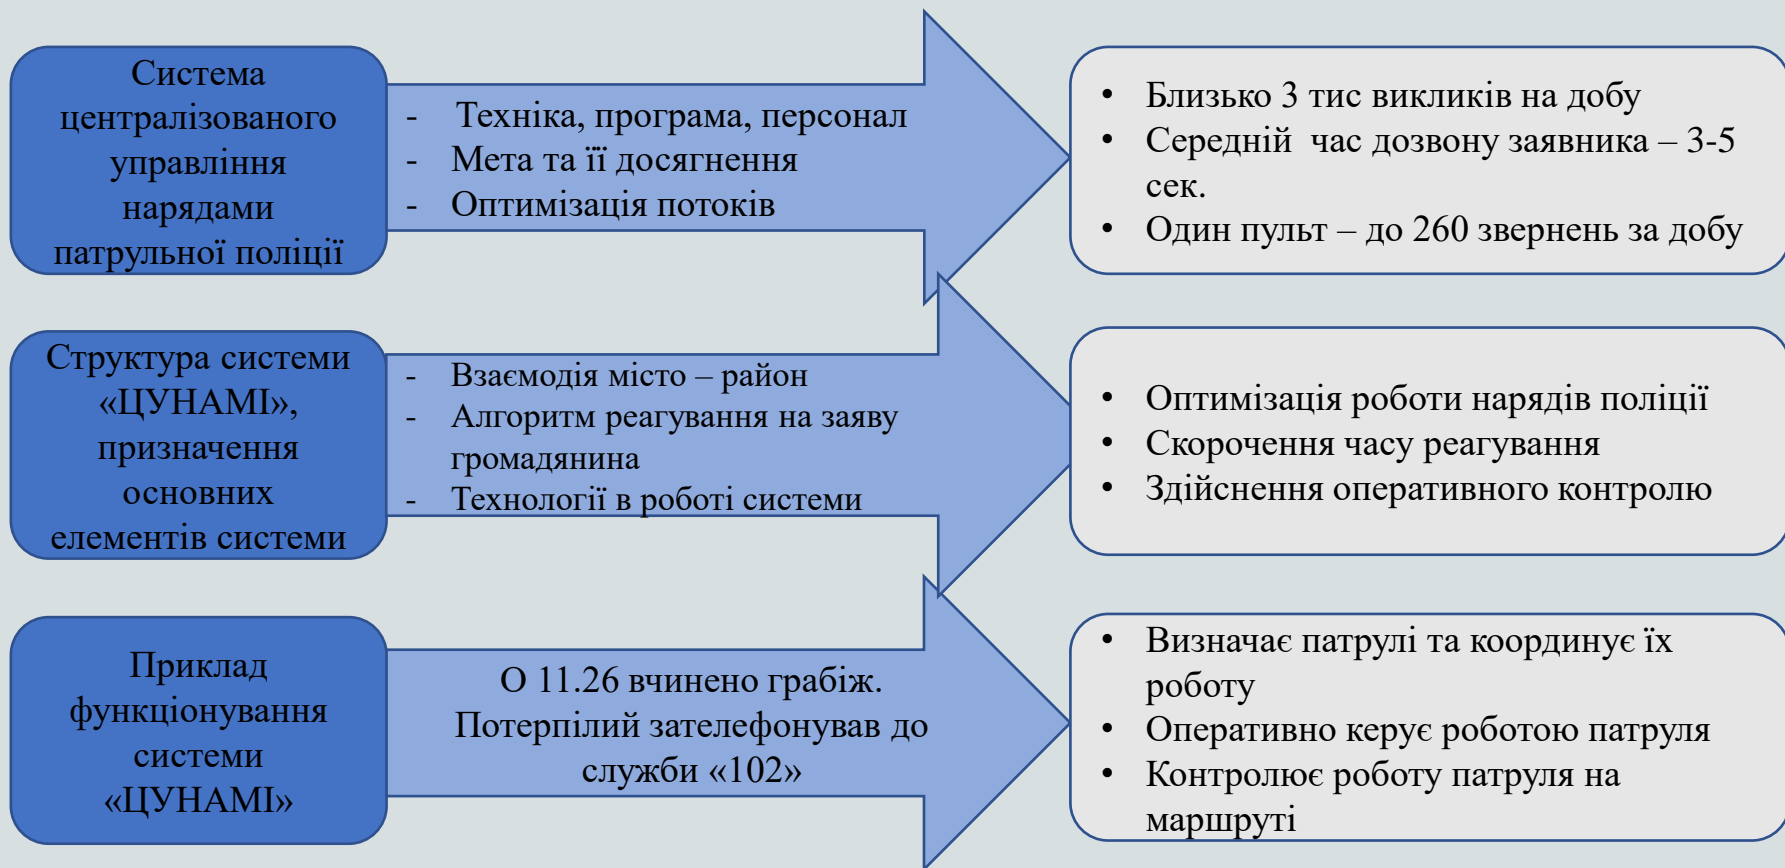 Система
централізованого
управління
нарядами
патрульної поліції
- Техніка, програма, персонал
- Мета та її досягнення
- Оптимізація потоків
• Близько 3 тис викликів на добу
• Середній час дозвону заявника – 3-5
сек.
• Один пульт – до 260 звернень за добу
Структура системи
«ЦУНАМІ»,
призначення
основних
елементів системи
- Взаємодія місто – район
- Алгоритм реагування на заяву
громадянина
- Технології в роботі системи
• Оптимізація роботи нарядів поліції
• Скорочення часу реагування
• Здійснення оперативного контролю
Приклад
функціонування
системи
«ЦУНАМІ»
О 11.26 вчинено грабіж.
Потерпілий зателефонував до
служби «102»
• Визначає патрулі та координує їх
роботу
• Оперативно керує роботою патруля
• Контролює роботу патруля на
маршруті